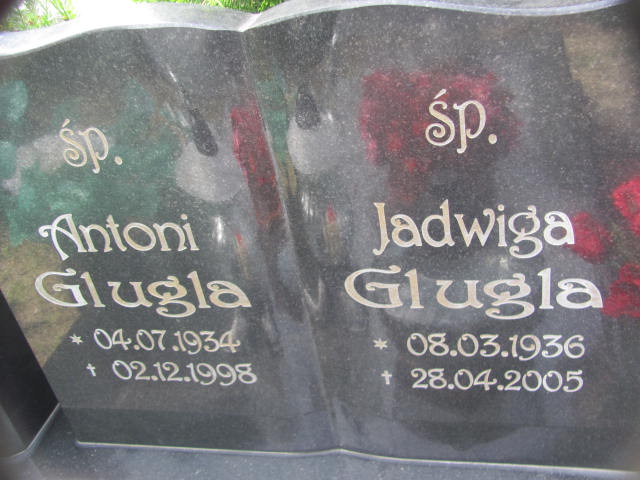 śp.
Antoni
Glugla
* 04.07.1934
† 02.12.1998
śp.
Jadwiga
Glugla
* 08.03.1936
† 28.04.2005